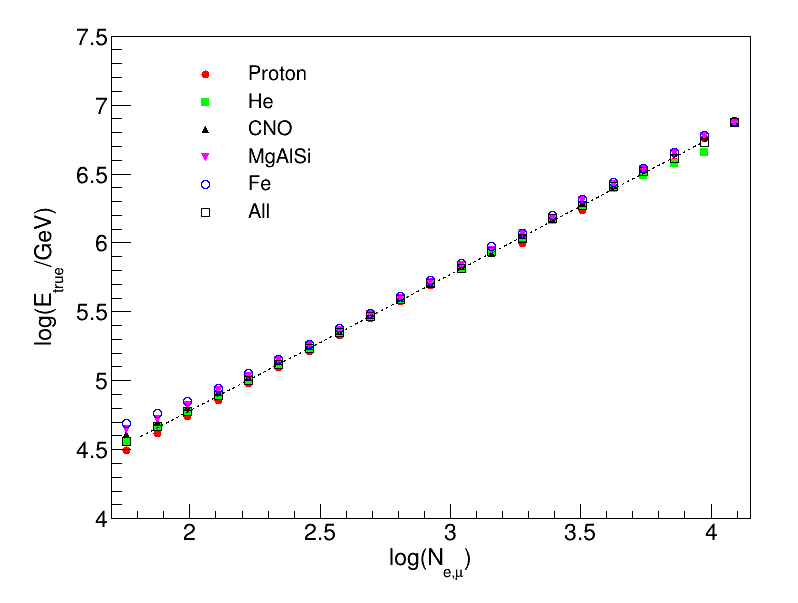 7.5
7
6.5
6
5.5
5
4.5
4
Proton
He
CNO
MgAlSi
Fe
All
log(E_true/GeV)
2 2.5 3 3.5 4
log(N_e,μ)